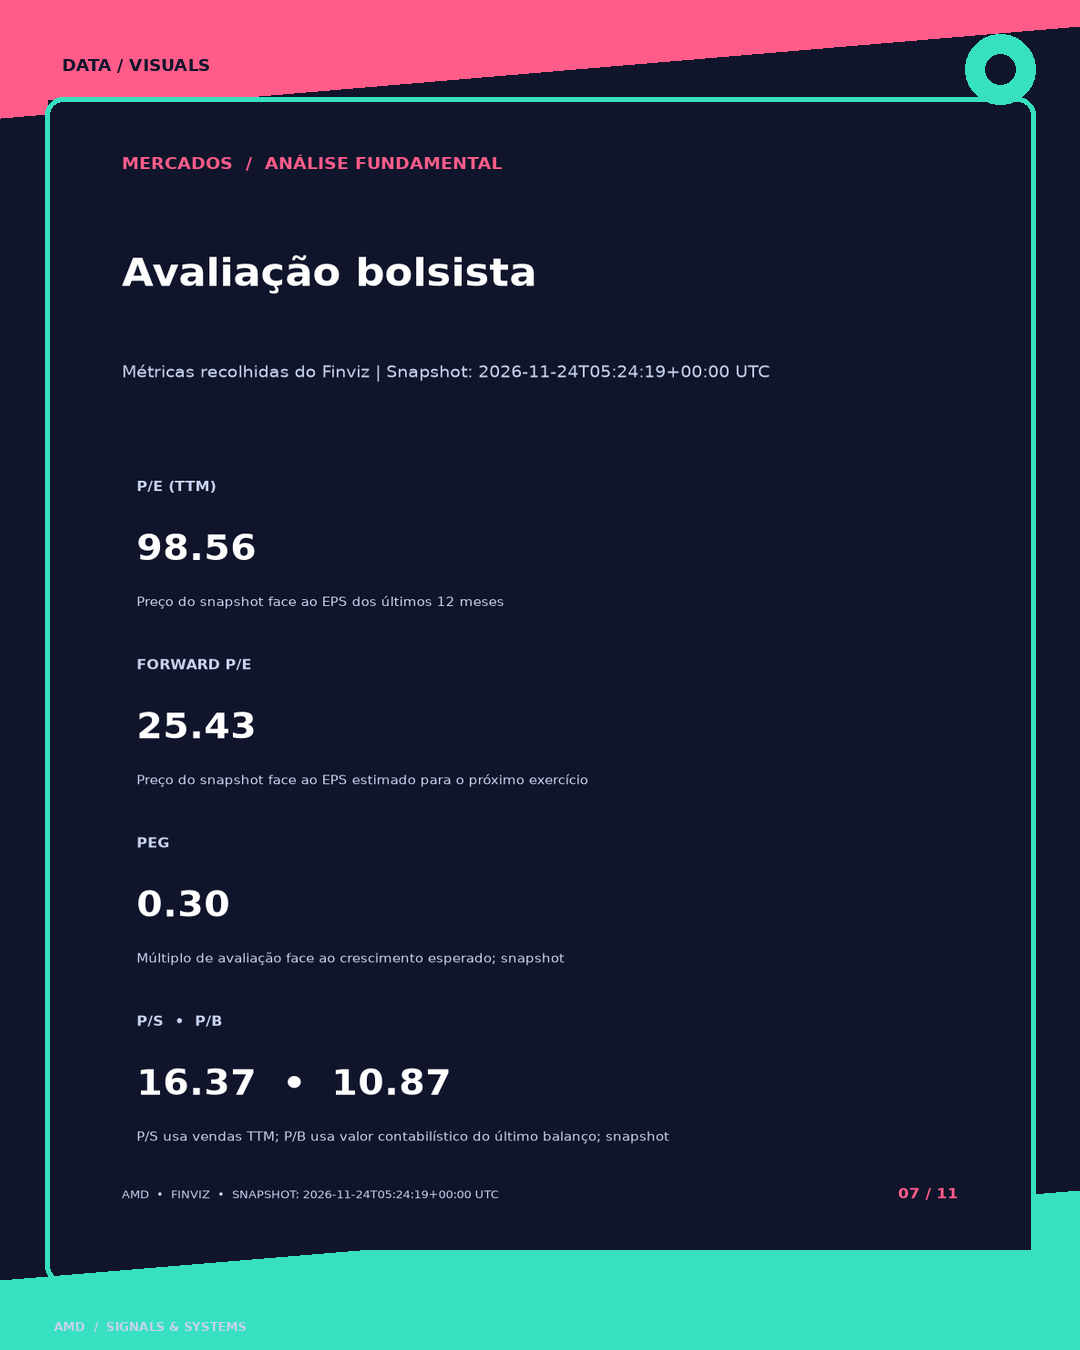 DATA / VISUALS
MERCADOS / ANÁLISE FUNDAMENTAL
Avaliação bolsista
Métricas recolhidas do Finviz | Snapshot: 2026-11-24T05:24:19+00:00 UTC
P/E (TTM)
98.56
Preço do snapshot face ao EPS dos últimos 12 meses
FORWARD P/E
25.43
Preço do snapshot face ao EPS estimado para o próximo exercício
PEG
0.30
Múltiplo de avaliação face ao crescimento esperado; snapshot
P/S • P/B
16.37 • 10.87
P/S usa vendas TTM; P/B usa valor contabilístico do último balanço; snapshot
AMD • FINVIZ • SNAPSHOT: 2026-11-24T05:24:19+00:00 UTC
07 / 11
AMD / SIGNALS & SYSTEMS